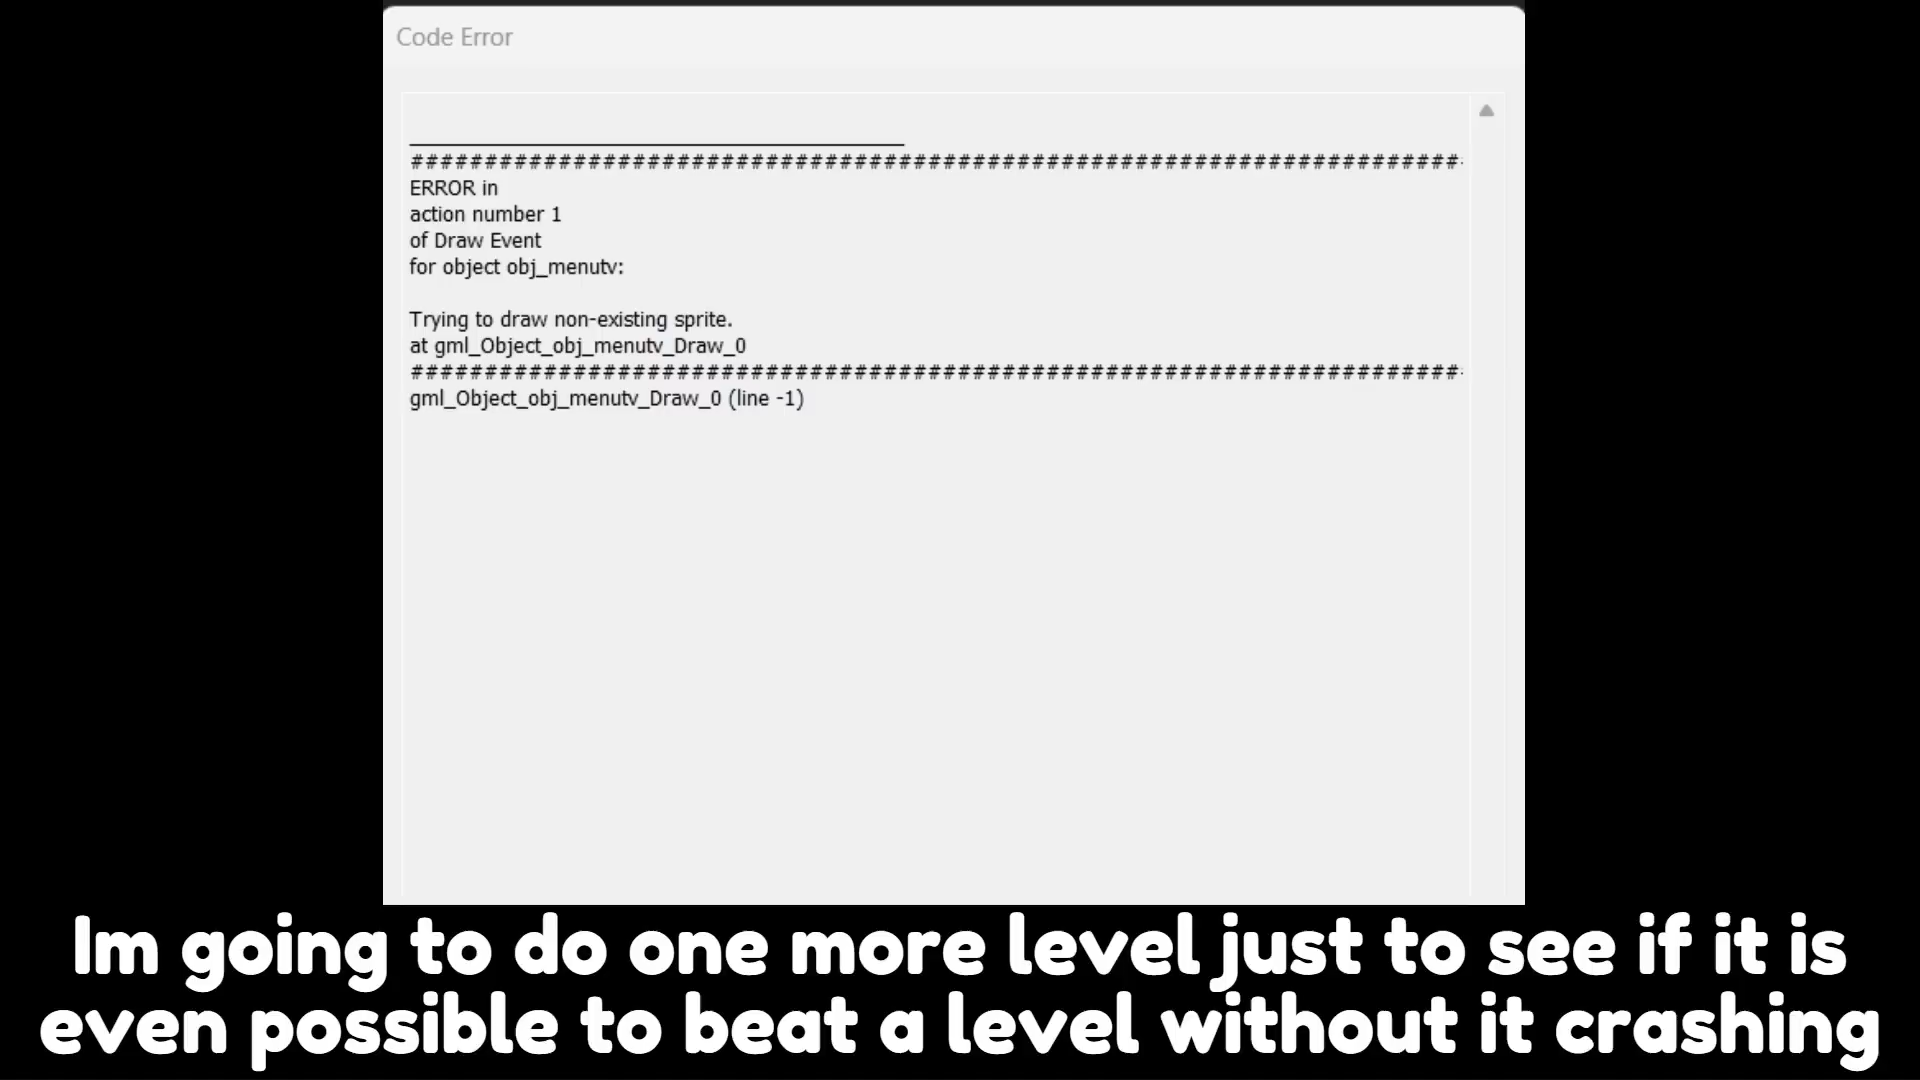 Code Error
________________________________________
########################################################################
ERROR in
action number 1
of Draw Event
for object obj_menutv:
Trying to draw non-existing sprite.
at gml_Object_obj_menutv_Draw_0
########################################################################
gml_Object_obj_menutv_Draw_0 (line -1)
Im going to do one more level just to see if it is
even possible to beat a level without it crashing